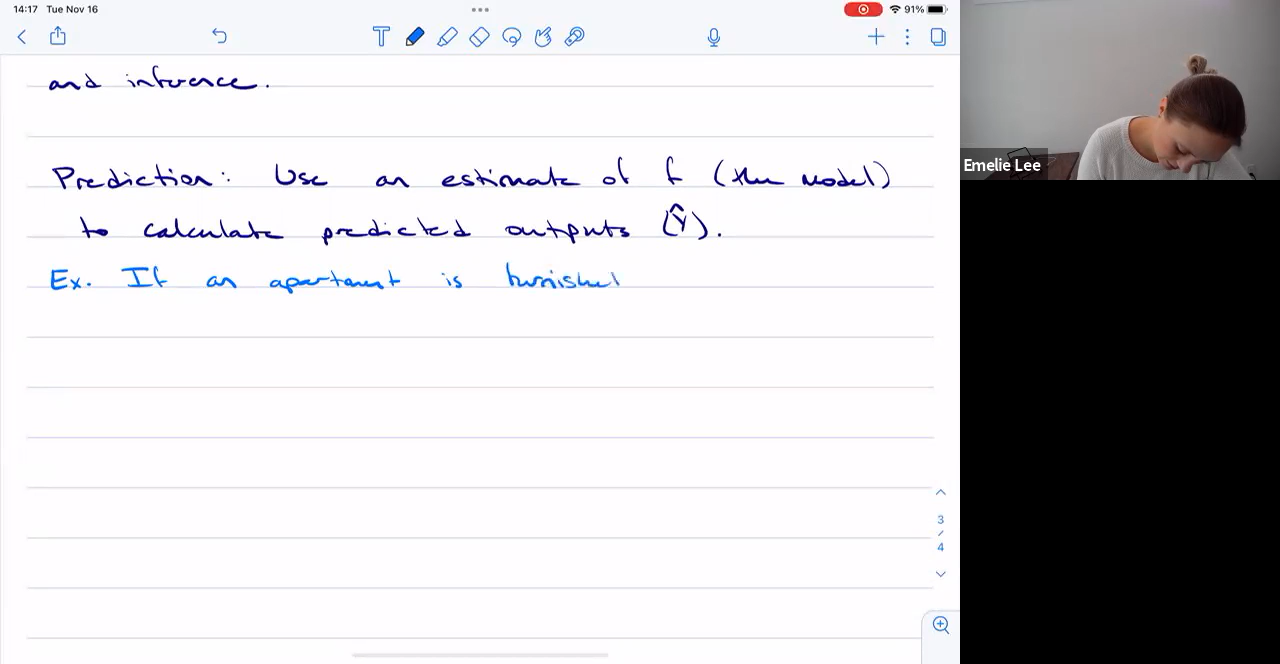 14:17 Tue Nov 16
91%
and inference.
Prediction: Use an estimate of f (the model)
to calculate predicted outputs (Ŷ).
Ex. If an apartment is furnished
3
4
Emelie Lee